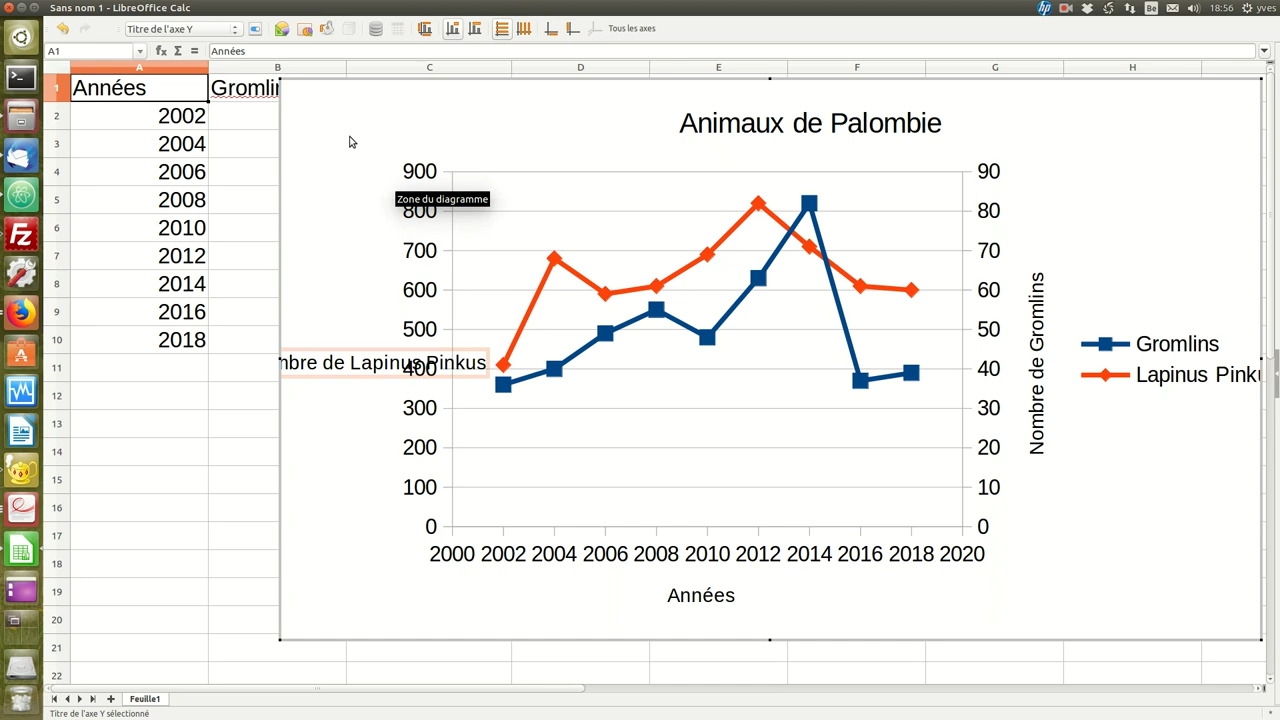 Sans nom 1 - LibreOffice Calc
Be
18:56 yves
Titre de l'axe Y
Tous les axes
A1
Années
A B C D E F G H
1 Années Gromlin
2 2002
3 2004
4 2006
5 2008
6 2010
7 2012
8 2014
9 2016
10 2018
11
12
13
14
15
16
17
18
19
20
21
22
Animaux de Palombie
Zone du diagramme
900
800
700
600
500
400
300
200
100
0
mbre de Lapinus Pinkus
90
80
70
60
50
40
30
20
10
0
Nombre de Gromlins
Gromlins
Lapinus Pinku
2000 2002 2004 2006 2008 2010 2012 2014 2016 2018 2020
Années
Feuille1
Titre de l'axe Y sélectionné